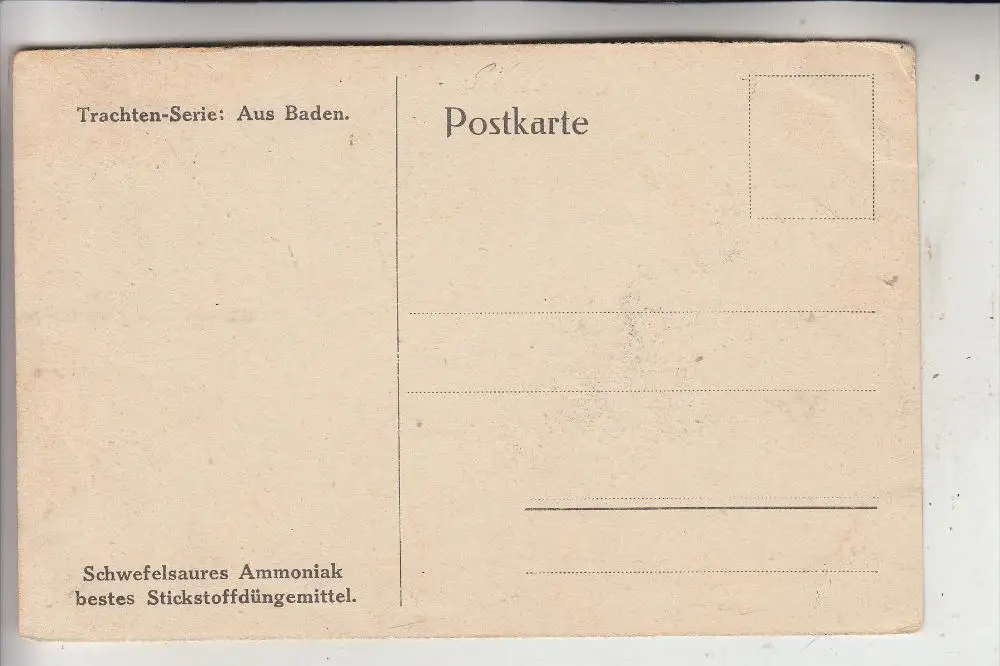 Trachten-Serie: Aus Baden.
Postkarte
Schwefelsaures Ammoniak
bestes Stickstoffdüngemittel.